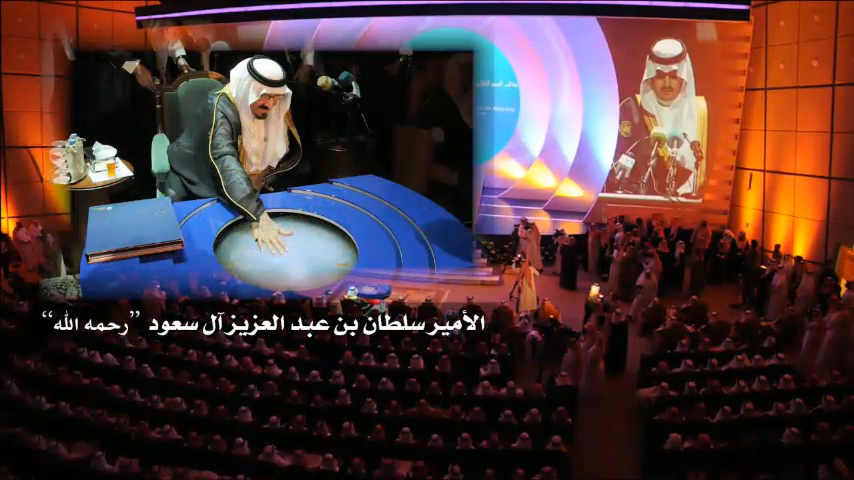 الأمير سلطان بن عبد العزيز آل سعود ”رحمه الله“